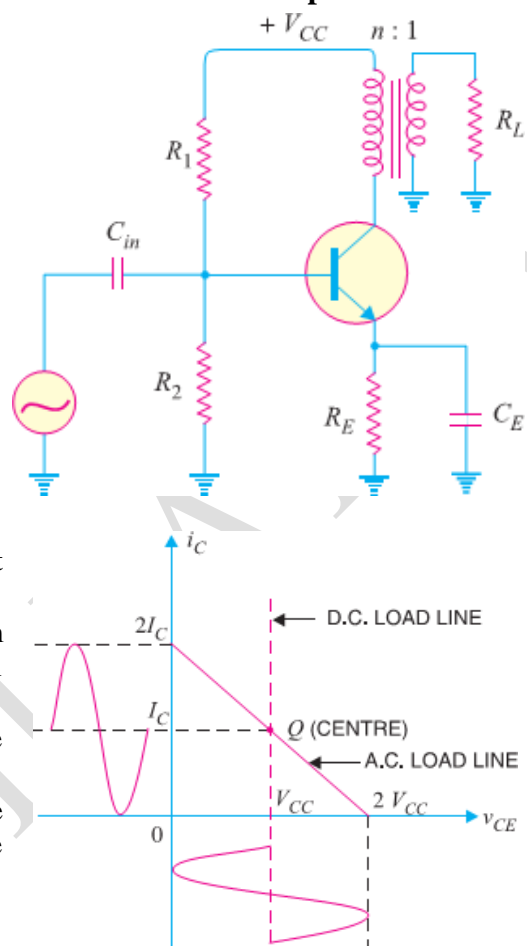 + V_CC n : 1
R_1
R_L
C_in
R_2
R_E
C_E
i_C
2I_C
D.C. LOAD LINE
I_C
Q (CENTRE)
A.C. LOAD LINE
V_CC
2 V_CC
v_CE
0